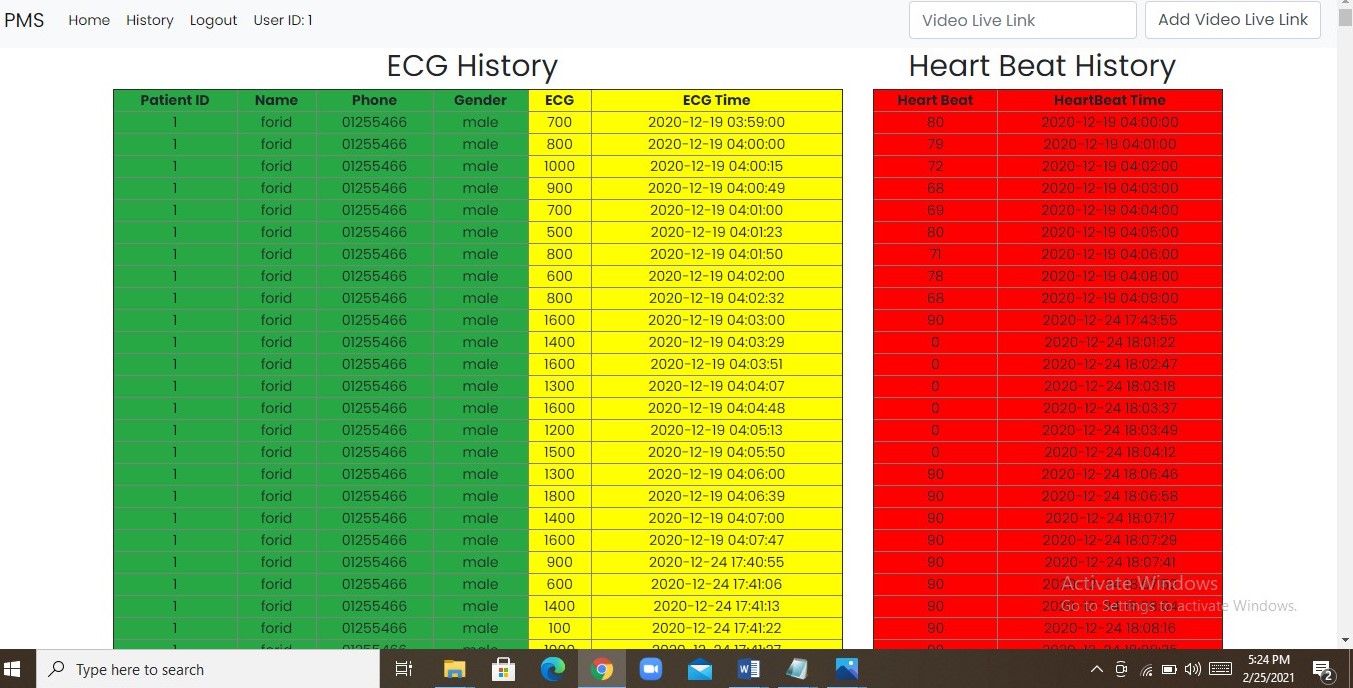 PMS Home History Logout User ID: 1 Video Live Link Add Video Live Link
ECG History Heart Beat History
Patient ID Name Phone Gender ECG ECG Time Heart Beat HeartBeat Time
1 forid 01255466 male 700 2020-12-19 03:59:00 80 2020-12-19 04:00:00
1 forid 01255466 male 800 2020-12-19 04:00:00 79 2020-12-19 04:01:00
1 forid 01255466 male 1000 2020-12-19 04:00:15 72 2020-12-19 04:02:00
1 forid 01255466 male 900 2020-12-19 04:00:49 68 2020-12-19 04:03:00
1 forid 01255466 male 700 2020-12-19 04:01:00 69 2020-12-19 04:04:00
1 forid 01255466 male 500 2020-12-19 04:01:23 80 2020-12-19 04:05:00
1 forid 01255466 male 800 2020-12-19 04:01:50 71 2020-12-19 04:06:00
1 forid 01255466 male 600 2020-12-19 04:02:00 78 2020-12-19 04:08:00
1 forid 01255466 male 800 2020-12-19 04:02:32 68 2020-12-19 04:09:00
1 forid 01255466 male 1600 2020-12-19 04:03:00 90 2020-12-24 17:43:55
1 forid 01255466 male 1400 2020-12-19 04:03:29 0 2020-12-24 18:01:22
1 forid 01255466 male 1600 2020-12-19 04:03:51 0 2020-12-24 18:02:47
1 forid 01255466 male 1300 2020-12-19 04:04:07 0 2020-12-24 18:03:18
1 forid 01255466 male 1600 2020-12-19 04:04:48 0 2020-12-24 18:03:37
1 forid 01255466 male 1200 2020-12-19 04:05:13 0 2020-12-24 18:03:49
1 forid 01255466 male 1500 2020-12-19 04:05:50 0 2020-12-24 18:04:12
1 forid 01255466 male 1300 2020-12-19 04:06:00 90 2020-12-24 18:06:46
1 forid 01255466 male 1800 2020-12-19 04:06:39 90 2020-12-24 18:06:58
1 forid 01255466 male 1400 2020-12-19 04:07:00 90 2020-12-24 18:07:17
1 forid 01255466 male 1600 2020-12-19 04:07:47 90 2020-12-24 18:07:29
1 forid 01255466 male 900 2020-12-24 17:40:55 90 2020-12-24 18:07:41
1 forid 01255466 male 600 2020-12-24 17:41:06 90
Activate Windows
1 forid 01255466 male 1400 2020-12-24 17:41:13 90
Go to Settings to activate Windows.
1 forid 01255466 male 100 2020-12-24 17:41:22 90 2020-12-24 18:08:16
Type here to search 5:24 PM
2/25/2021 2